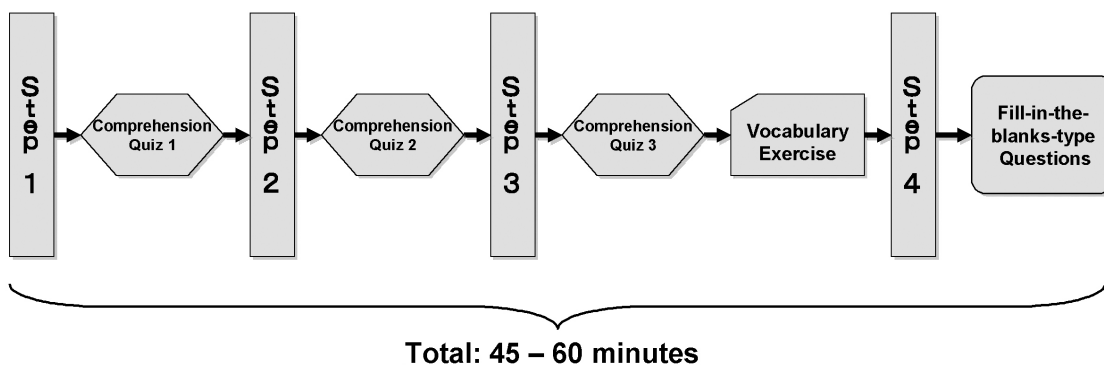 Step 1
Comprehension
Quiz 1
Step 2
Comprehension
Quiz 2
Step 3
Comprehension
Quiz 3
Vocabulary
Exercise
Step 4
Fill-in-the-
blanks-type
Questions
Total: 45 – 60 minutes